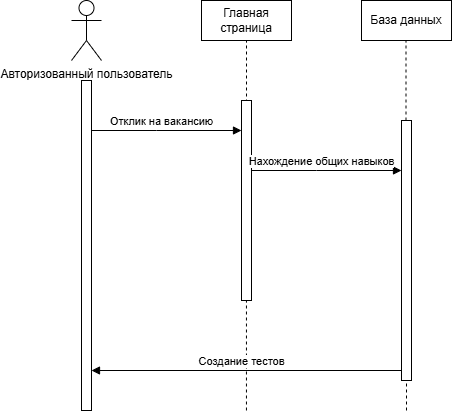 Главная
страница
База данных
Авторизованный пользователь
Отклик на вакансию
Нахождение общих навыков
Создание тестов